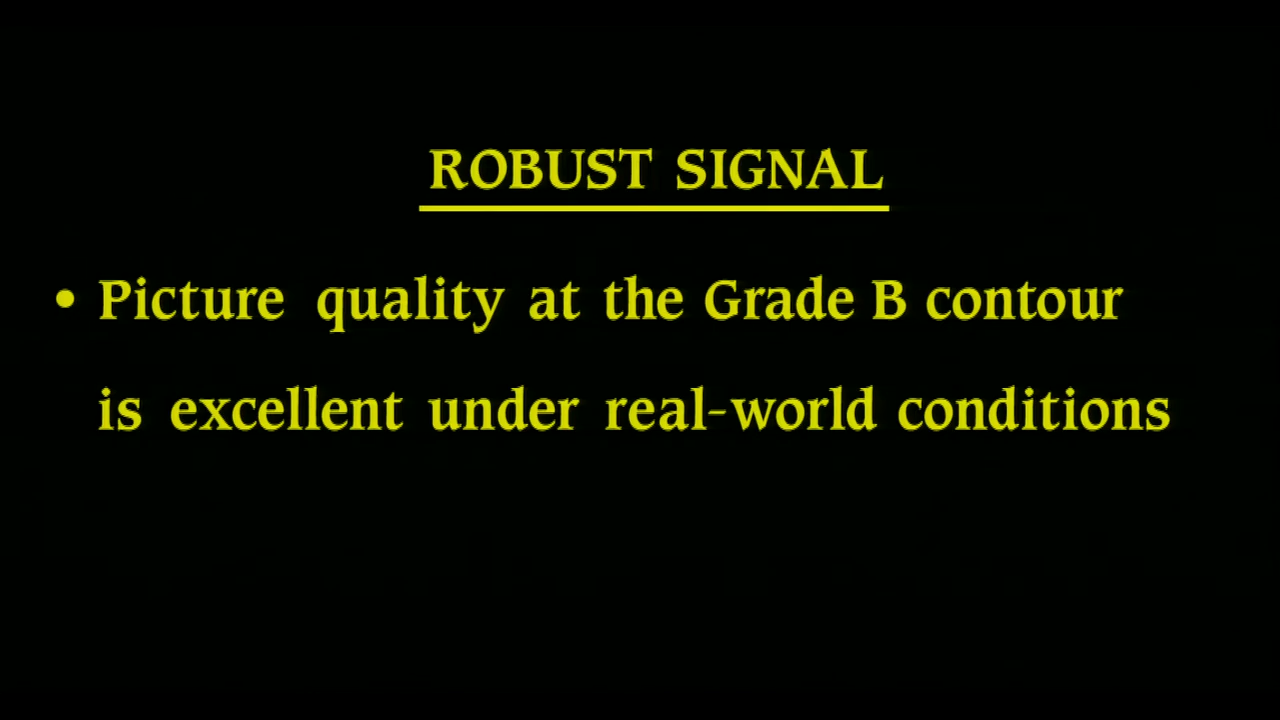 ROBUST SIGNAL
• Picture quality at the Grade B contour
is excellent under real-world conditions